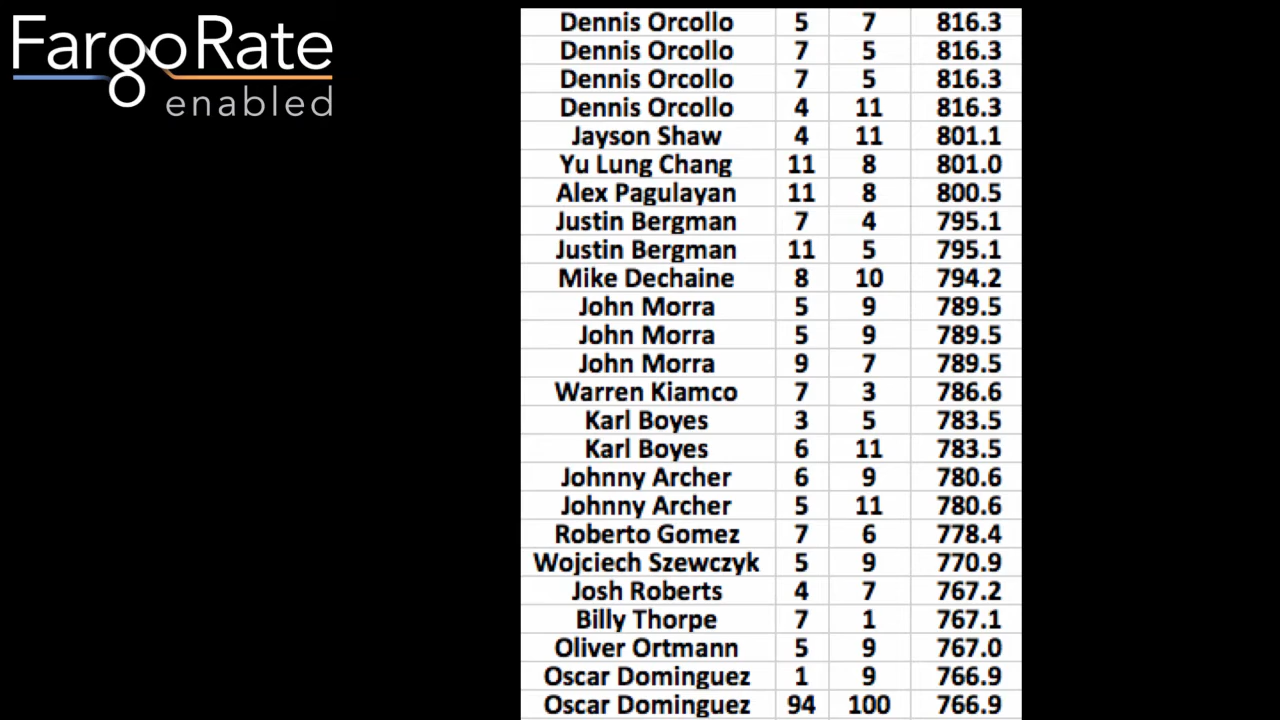 FargoRate
enabled
Dennis Orcollo 5 7 816.3
Dennis Orcollo 7 5 816.3
Dennis Orcollo 7 5 816.3
Dennis Orcollo 4 11 816.3
Jayson Shaw 4 11 801.1
Yu Lung Chang 11 8 801.0
Alex Pagulayan 11 8 800.5
Justin Bergman 7 4 795.1
Justin Bergman 11 5 795.1
Mike Dechaine 8 10 794.2
John Morra 5 9 789.5
John Morra 5 9 789.5
John Morra 9 7 789.5
Warren Kiamco 7 3 786.6
Karl Boyes 3 5 783.5
Karl Boyes 6 11 783.5
Johnny Archer 6 9 780.6
Johnny Archer 5 11 780.6
Roberto Gomez 7 6 778.4
Wojciech Szewczyk 5 9 770.9
Josh Roberts 4 7 767.2
Billy Thorpe 7 1 767.1
Oliver Ortmann 5 9 767.0
Oscar Dominguez 1 9 766.9
Oscar Dominguez 94 100 766.9